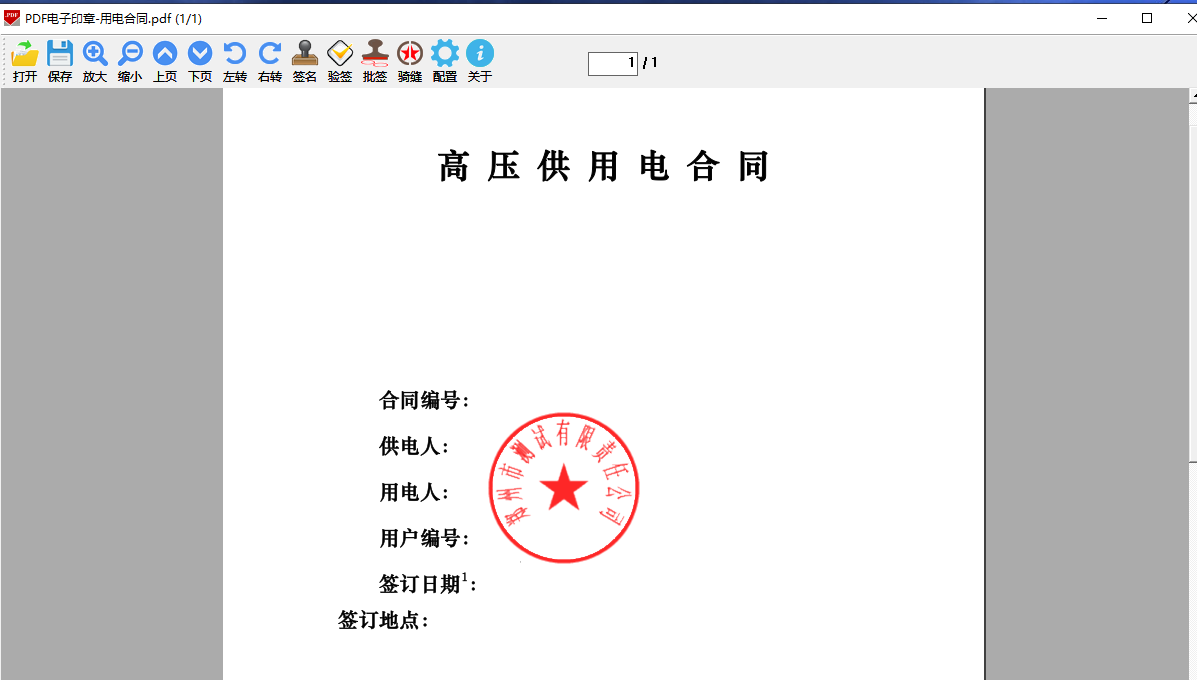 PDF电子印章-用电合同.pdf (1/1)
打开 保存 放大 缩小 上页 下页 左转 右转 签名 验签 批签 骑缝 配置 关于
1 / 1
高压供用电合同
合同编号：
供电人：
用电人：
用户编号：
签订日期¹：
签订地点：
郑州市测试有限责任公司